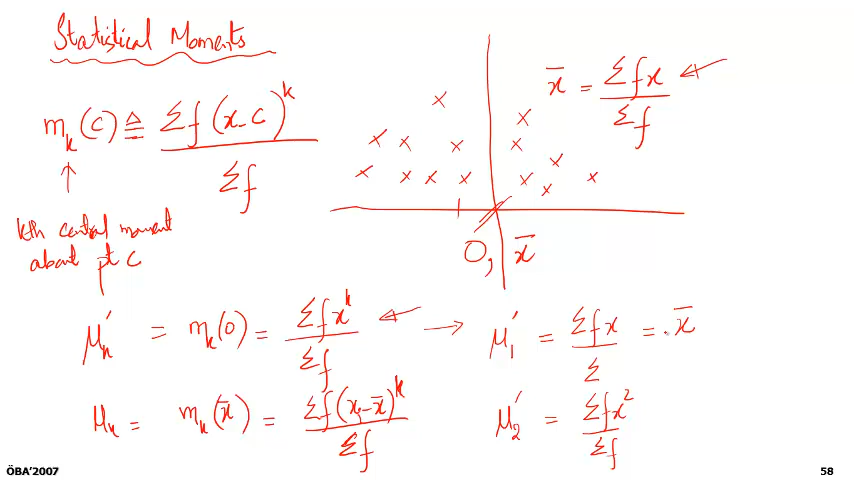 Statistical Moments
m_k(c) ≜ Σf(x-c)^k / Σf
kth central moment
about pt C
x̄ = Σfx / Σf
0, x̄
μ'_k = m_k(0) = Σfx^k / Σf → μ'_1 = Σfx / Σ = x̄
μ_k = m_k(x̄) = Σf(x-x̄)^k / Σf
μ'_2 = Σfx² / Σf
ÖBA'2007
58